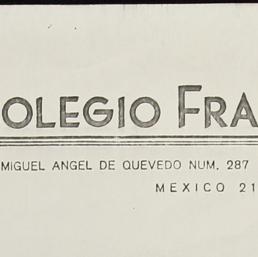 OLEGIO FRA
MIGUEL ANGEL DE QUEVEDO NUM. 287
MEXICO 21